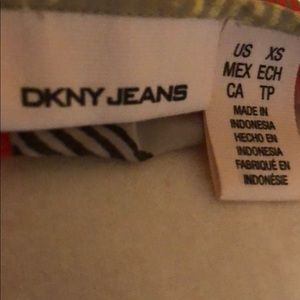 DKNY JEANS
US XS
MEX ECH
CA TP
MADE IN
INDONESIA
HECHO EN
INDONESIA
FABRIQUÉ EN
INDONÉSIE